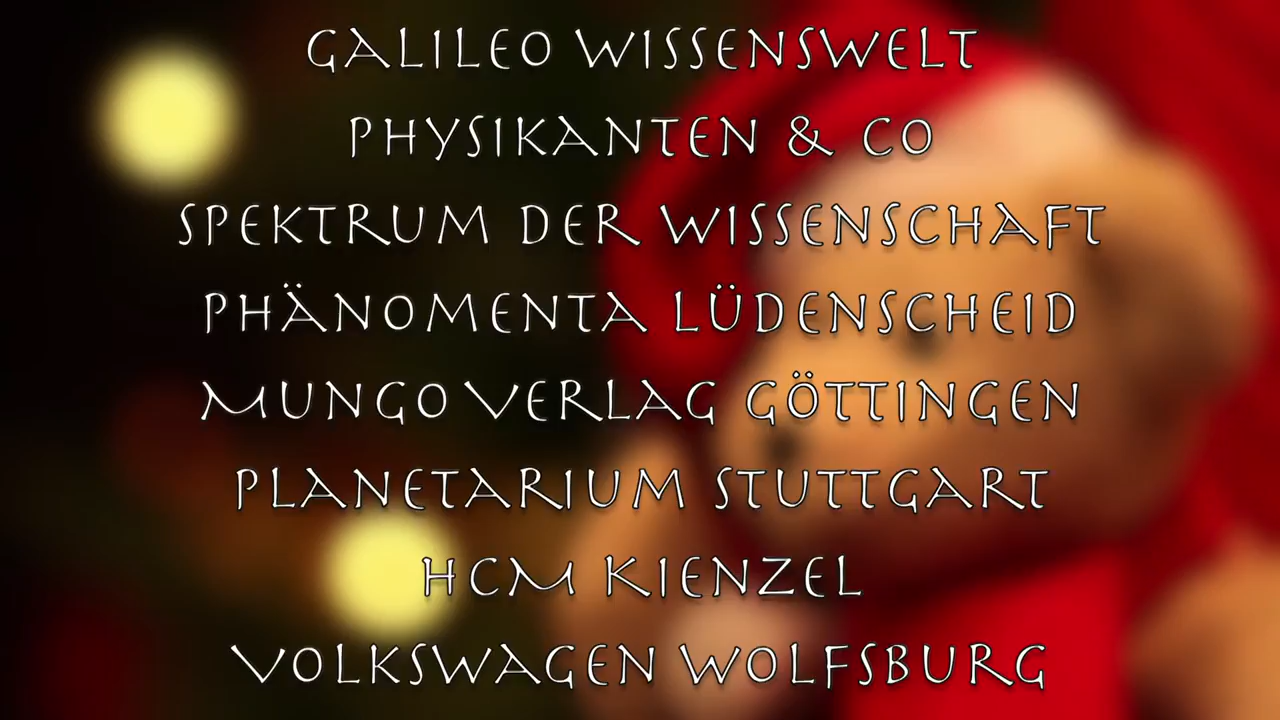 GALILEO WISSENSWELT
PHYSIKANTEN & CO
SPEKTRUM DER WISSENSCHAFT
PHÄNOMENTA LÜDENSCHEID
MUNGO VERLAG GÖTTINGEN
PLANETARIUM STUTTGART
HCM KIENZEL
VOLKSWAGEN WOLFSBURG